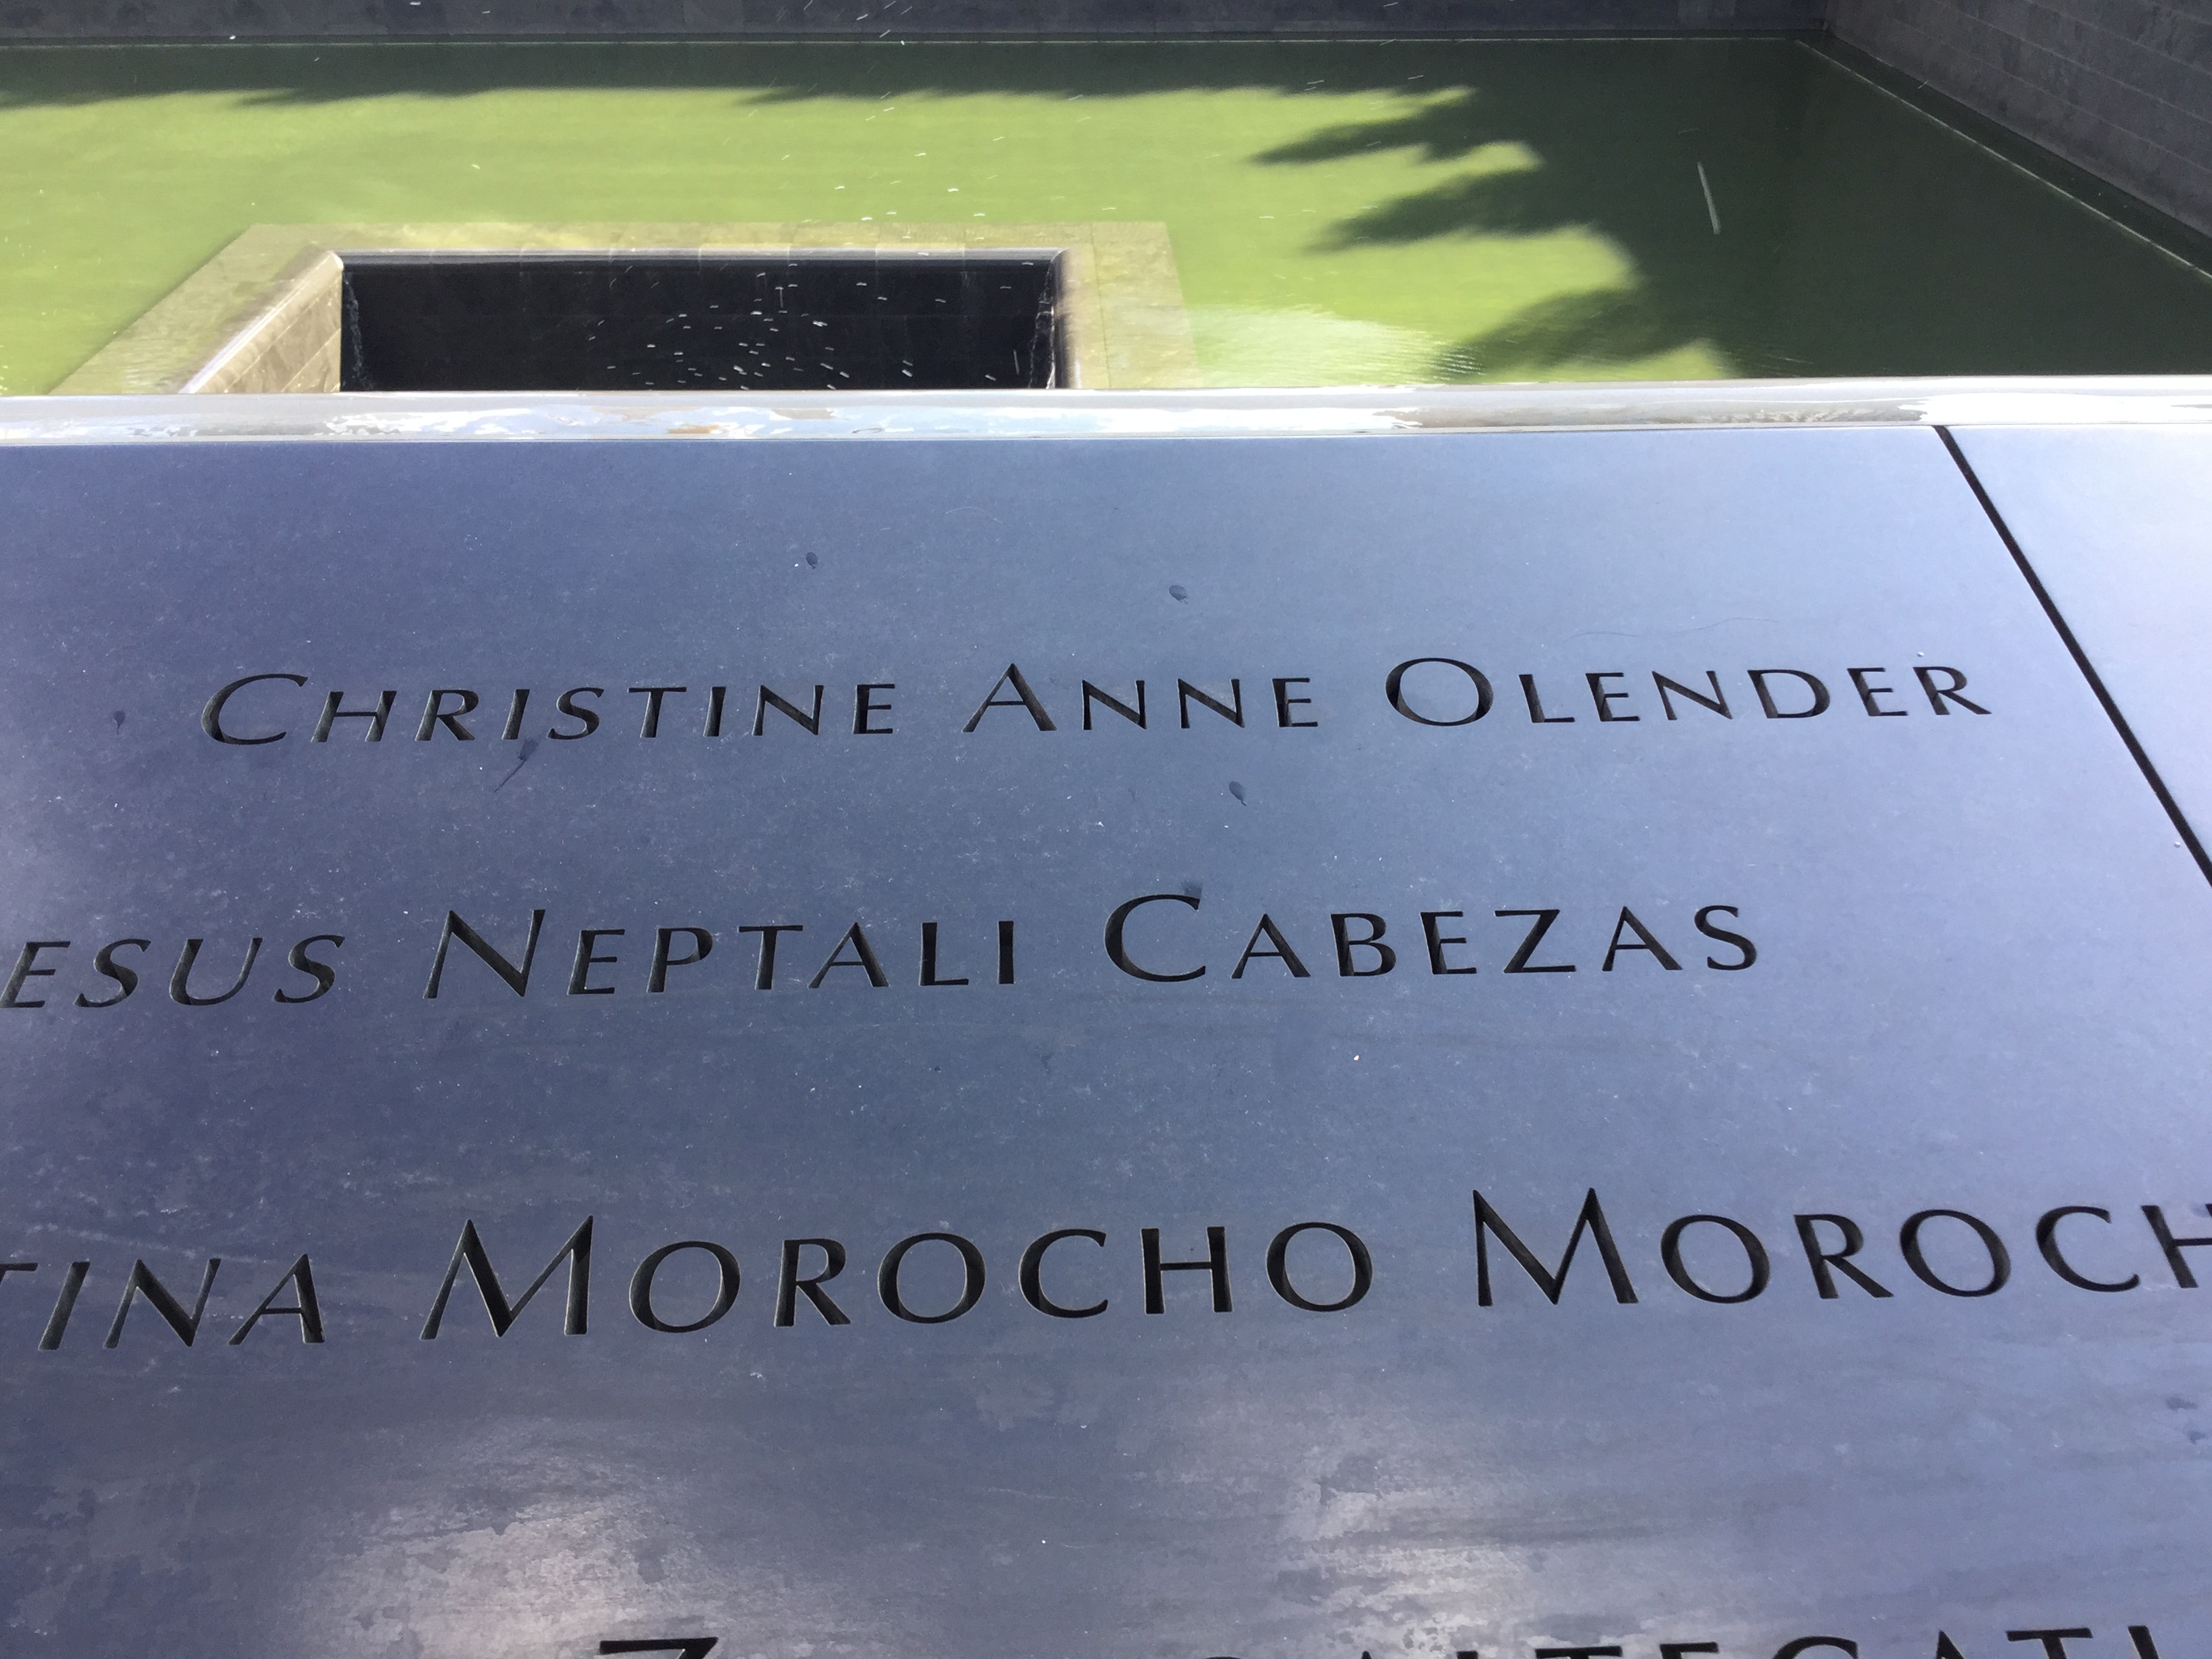 CHRISTINE ANNE OLENDER
ESUS NEPTALI CABEZAS
TINA MOROCHO MOROCH